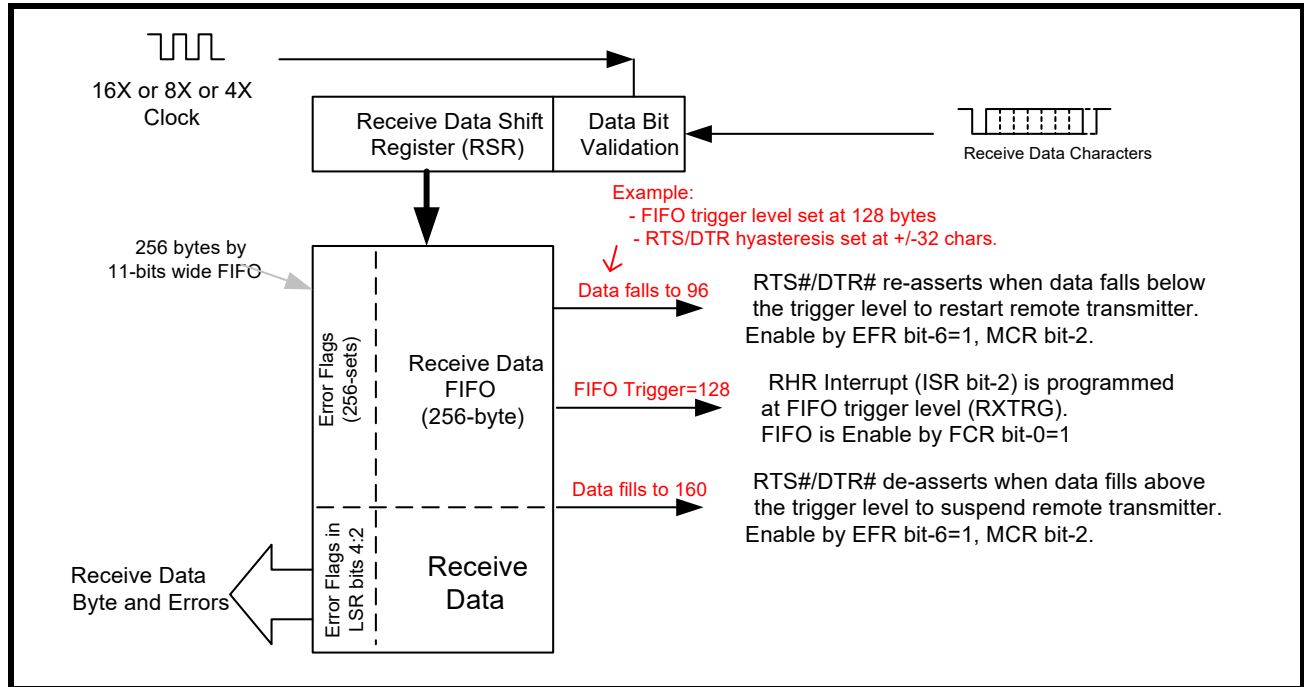 16X or 8X or 4X
Clock
Receive Data Shift
Register (RSR)
Data Bit
Validation
Receive Data Characters
Example:
- FIFO trigger level set at 128 bytes
- RTS/DTR hyasteresis set at +/-32 chars.
256 bytes by
11-bits wide FIFO
Error Flags
(256-sets)
Receive Data
FIFO
(256-byte)
Data falls to 96
RTS#/DTR# re-asserts when data falls below
the trigger level to restart remote transmitter.
Enable by EFR bit-6=1, MCR bit-2.
FIFO Trigger=128
RHR Interrupt (ISR bit-2) is programmed
at FIFO trigger level (RXTRG).
FIFO is Enable by FCR bit-0=1
Data fills to 160
RTS#/DTR# de-asserts when data fills above
the trigger level to suspend remote transmitter.
Enable by EFR bit-6=1, MCR bit-2.
Error Flags in
LSR bits 4:2
Receive
Data
Receive Data
Byte and Errors